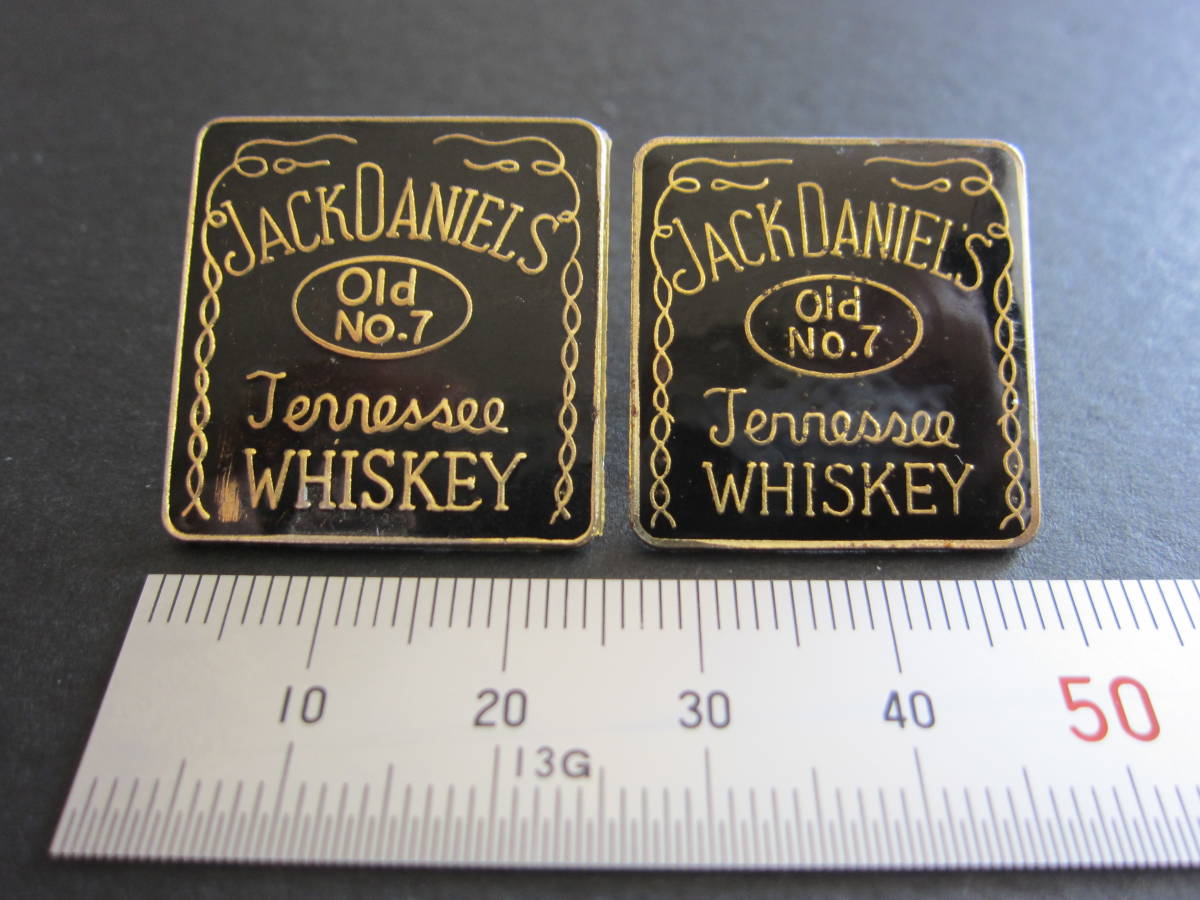 JACK DANIEL'S
Old
No.7
Tennessee
WHISKEY
JACK DANIEL'S
Old
No.7
Tennessee
WHISKEY
10 20 30 40 50
13G